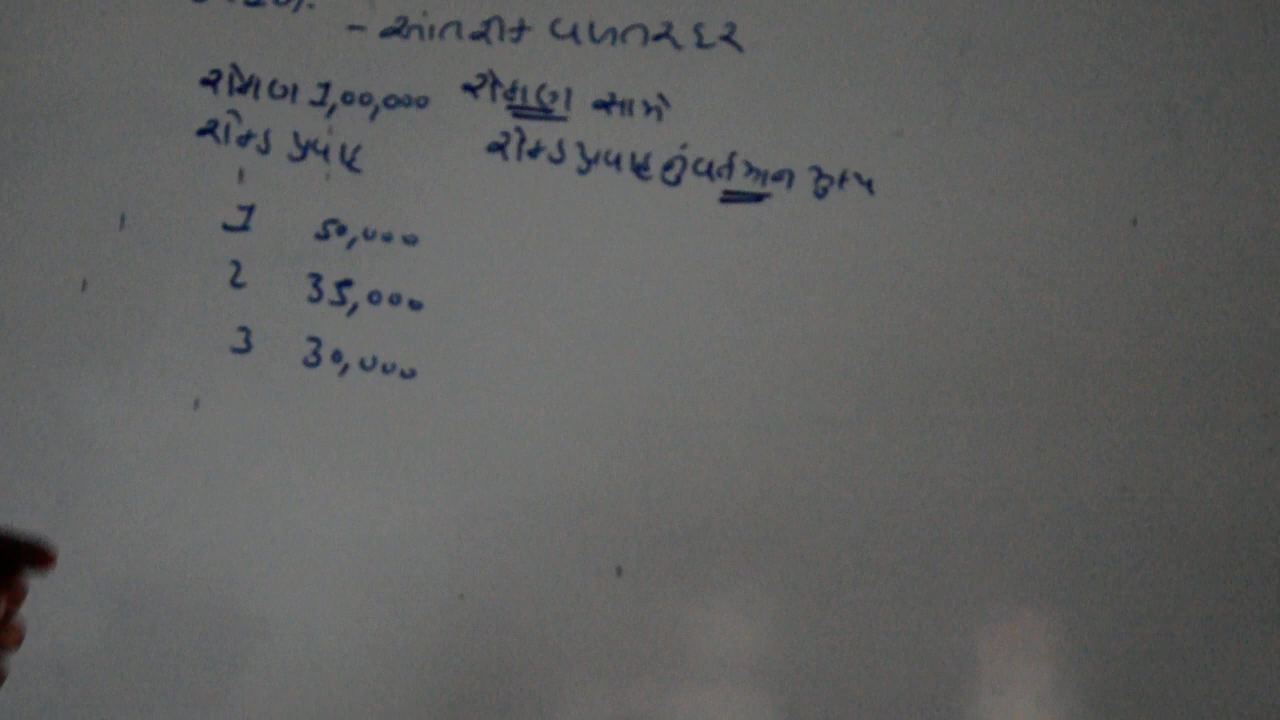 - આંતરીક વળતર દર
રોકાણ 1,00,000 રોકાણ સામે
રોકડ પ્રવાહ રોકડ પ્રવાહનું વર્તમાન મુલ્ય
1 50,000
2 35,000
3 30,000